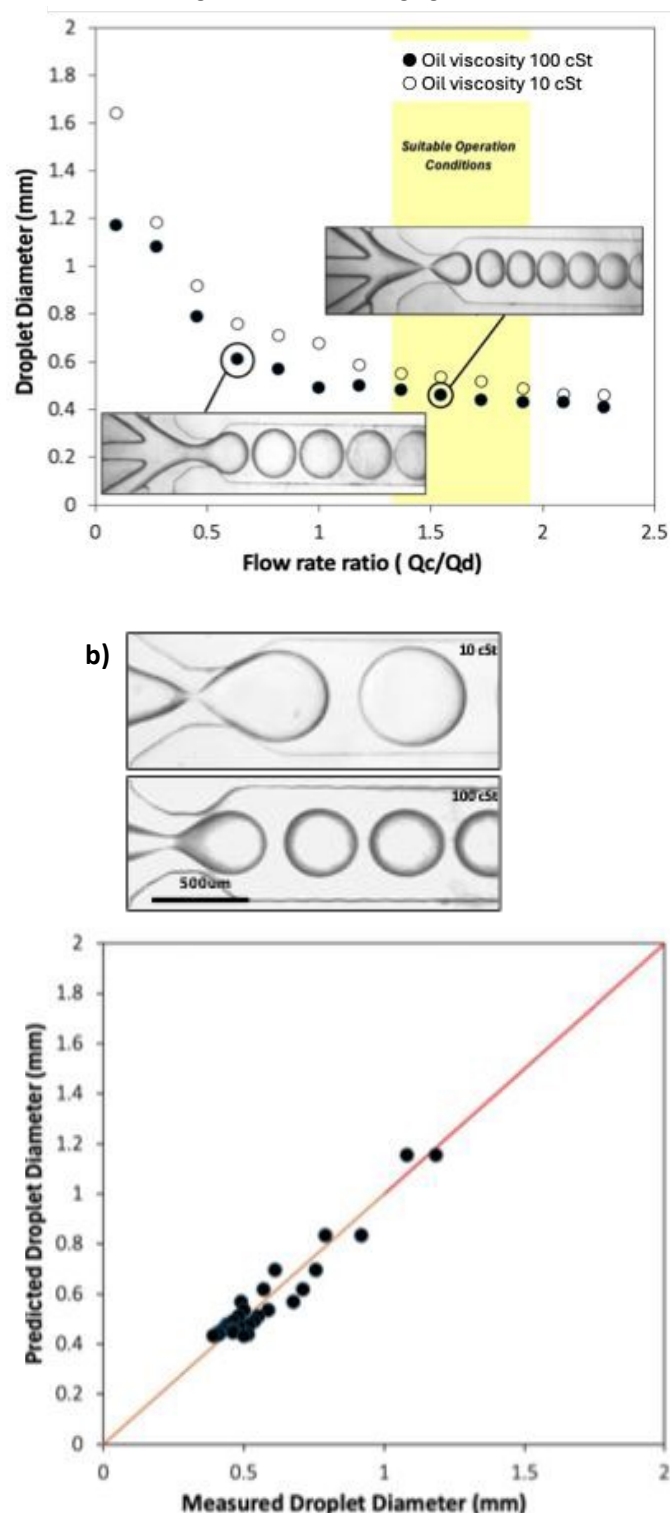 2
● Oil viscosity 100 cSt
○ Oil viscosity 10 cSt
1.8
1.6
Suitable Operation
Conditions
1.4
1.2
1
0.8
0.6
0.4
0.2
0
Droplet Diameter (mm)
0 0.5 1 1.5 2 2.5
Flow rate ratio ( Qc/Qd)
b)
10 cSt
100 cSt
500um
2
1.8
1.6
1.4
1.2
1
0.8
0.6
0.4
0.2
0
Predicted Droplet Diameter (mm)
0 0.5 1 1.5 2
Measured Droplet Diameter (mm)